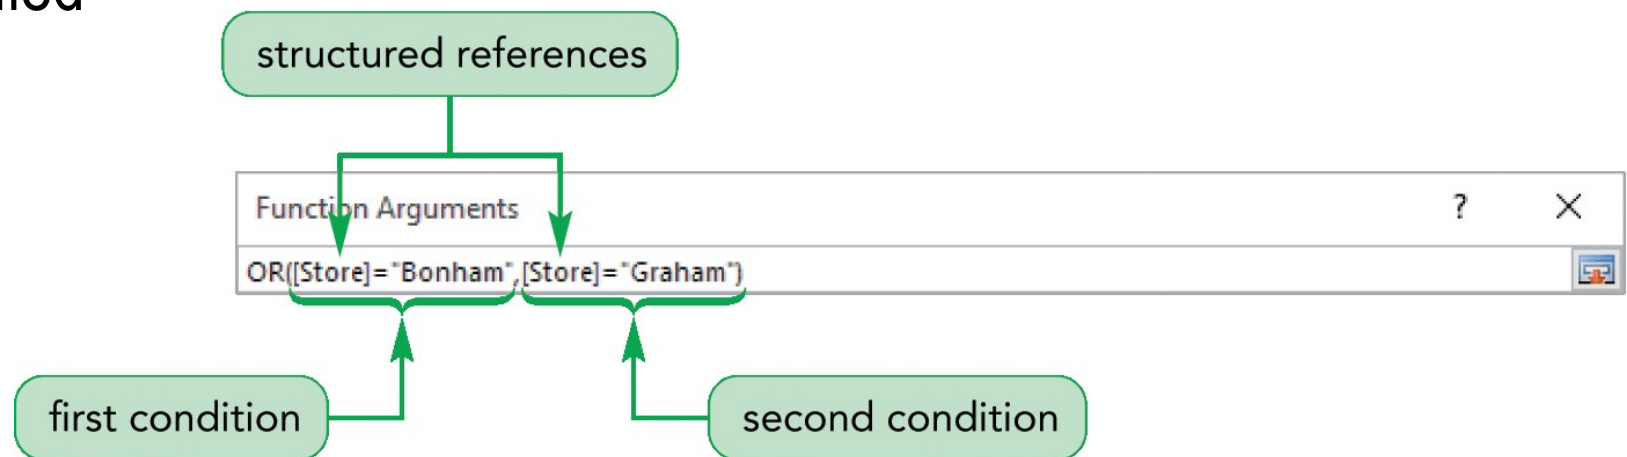 structured references
Function Arguments ?
OR([Store]="Bonham",[Store]="Graham")
first condition
second condition